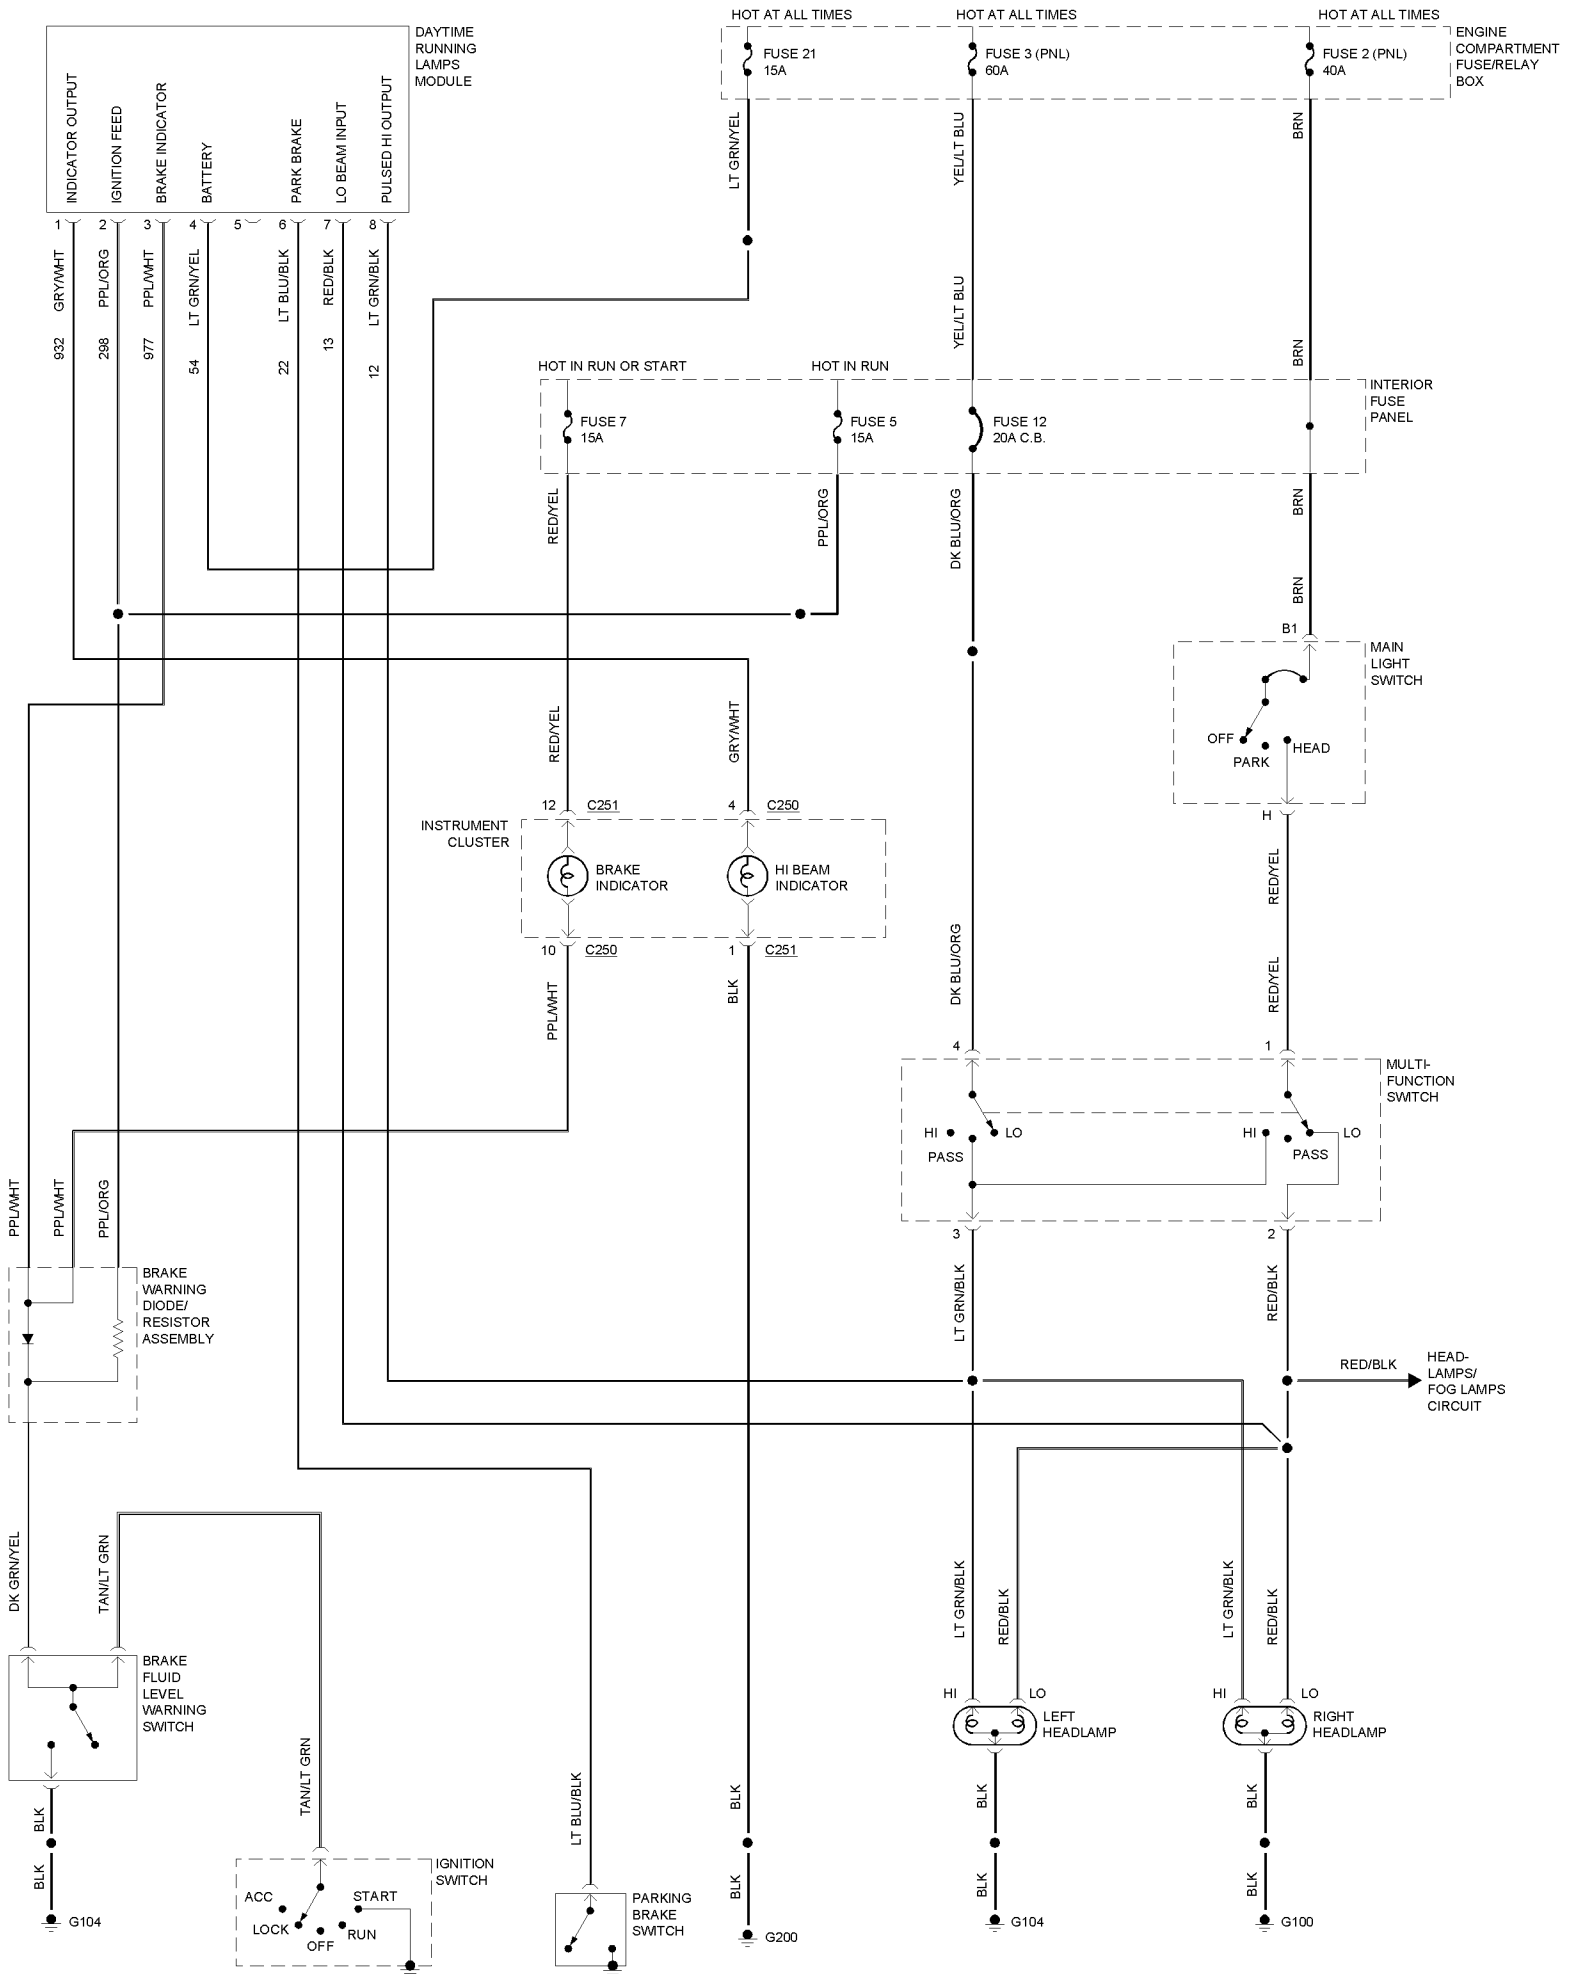 HOT AT ALL TIMES
HOT AT ALL TIMES
HOT AT ALL TIMES
DAYTIME
RUNNING
LAMPS
MODULE
ENGINE
COMPARTMENT
FUSE/RELAY
BOX
FUSE 21
15A
FUSE 3 (PNL)
60A
FUSE 2 (PNL)
40A
INDICATOR OUTPUT
IGNITION FEED
BRAKE INDICATOR
BATTERY
PARK BRAKE
LO BEAM INPUT
PULSED HI OUTPUT
1
2
3
4
5
6
7
8
GRY/WHT
PPL/ORG
PPL/WHT
LT GRN/YEL
LT BLU/BLK
RED/BLK
LT GRN/BLK
932
298
977
54
22
13
12
LT GRN/YEL
YEL/LT BLU
BRN
YEL/LT BLU
BRN
HOT IN RUN OR START
HOT IN RUN
INTERIOR
FUSE
PANEL
FUSE 7
15A
FUSE 5
15A
FUSE 12
20A C.B.
RED/YEL
PPL/ORG
DK BLU/ORG
BRN
BRN
B1
MAIN
LIGHT
SWITCH
OFF
PARK
HEAD
H
RED/YEL
GRY/WHT
12
C251
4
C250
INSTRUMENT
CLUSTER
BRAKE
INDICATOR
HI BEAM
INDICATOR
10
C250
1
C251
PPL/WHT
BLK
DK BLU/ORG
RED/YEL
RED/YEL
4
1
MULTI-
FUNCTION
SWITCH
HI
LO
PASS
HI
LO
PASS
3
2
PPL/WHT
PPL/WHT
PPL/ORG
LT GRN/BLK
RED/BLK
BRAKE
WARNING
DIODE/
RESISTOR
ASSEMBLY
RED/BLK
HEAD-
LAMPS/
FOG LAMPS
CIRCUIT
DK GRN/YEL
TAN/LT GRN
LT GRN/BLK
RED/BLK
LT GRN/BLK
RED/BLK
BRAKE
FLUID
LEVEL
WARNING
SWITCH
HI
LO
LEFT
HEADLAMP
HI
LO
RIGHT
HEADLAMP
TAN/LT GRN
LT BLU/BLK
BLK
BLK
BLK
BLK
BLK
BLK
BLK
BLK
G104
IGNITION
SWITCH
ACC
LOCK
OFF
RUN
START
PARKING
BRAKE
SWITCH
G200
G104
G100